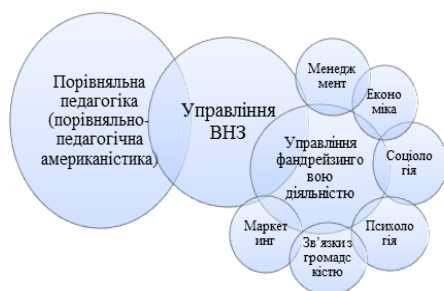 Порівняльна
педагогіка
(порівняльно-
педагогічна
американістика)
Управління
ВНЗ
Менедж
мент
Еконо
міка
Управління
фандрейзинго
вою
діяльністю
Соціоло
гія
Психоло
гія
Зв’язки з
громадс
кістю
Маркет
инг